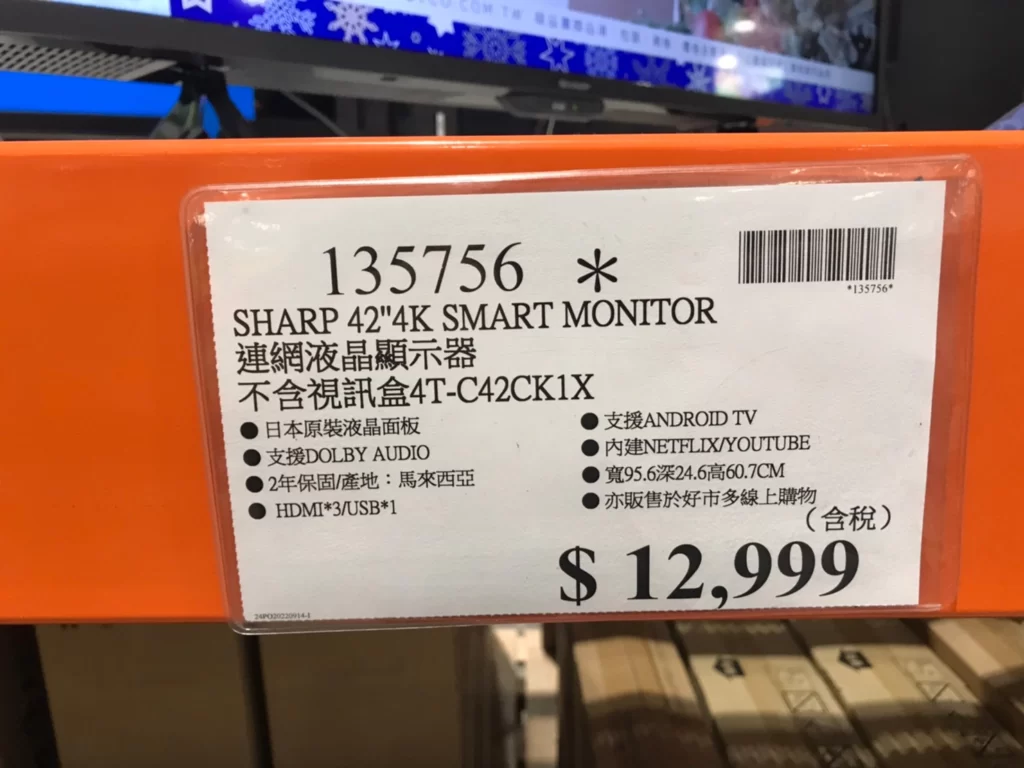 135756 *
*135756*
SHARP 42"4K SMART MONITOR
連網液晶顯示器
不含視訊盒4T-C42CK1X
● 日本原裝液晶面板
● 支援DOLBY AUDIO
● 2年保固/產地：馬來西亞
● HDMI*3/USB*1
● 支援ANDROID TV
● 內建NETFLIX/YOUTUBE
● 寬95.6深24.6高60.7CM
● 亦販售於好市多線上購物
（含稅）
$ 12,999